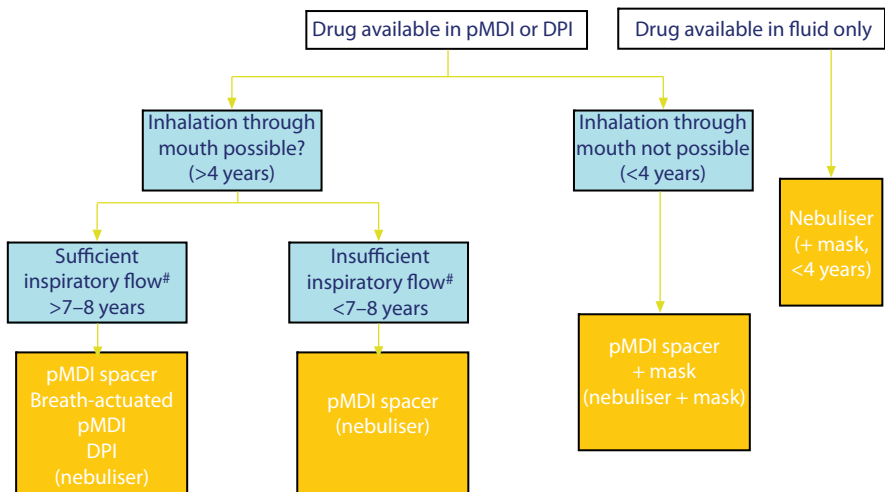 Drug available in pMDI or DPI
Drug available in fluid only
Inhalation through
mouth possible?
(>4 years)
Inhalation through
mouth not possible
(<4 years)
Nebuliser
(+ mask,
<4 years)
Sufficient
inspiratory flow#
>7–8 years
Insufficient
inspiratory flow#
<7–8 years
pMDI spacer
Breath-actuated
pMDI
DPI
(nebuliser)
pMDI spacer
(nebuliser)
pMDI spacer
+ mask
(nebuliser + mask)